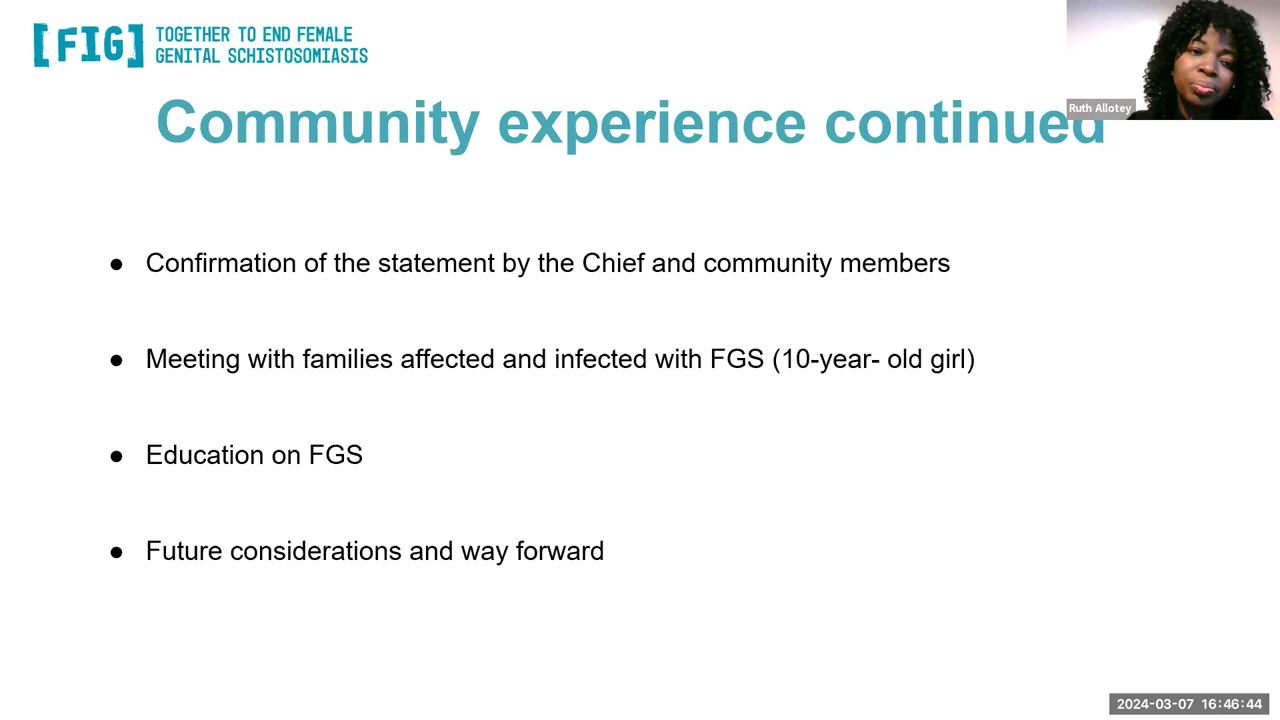 [FIG] TOGETHER TO END FEMALE
GENITAL SCHISTOSOMIASIS
Ruth Allotey
Community experience continued
● Confirmation of the statement by the Chief and community members
● Meeting with families affected and infected with FGS (10-year- old girl)
● Education on FGS
● Future considerations and way forward
2024-03-07 16:46:44